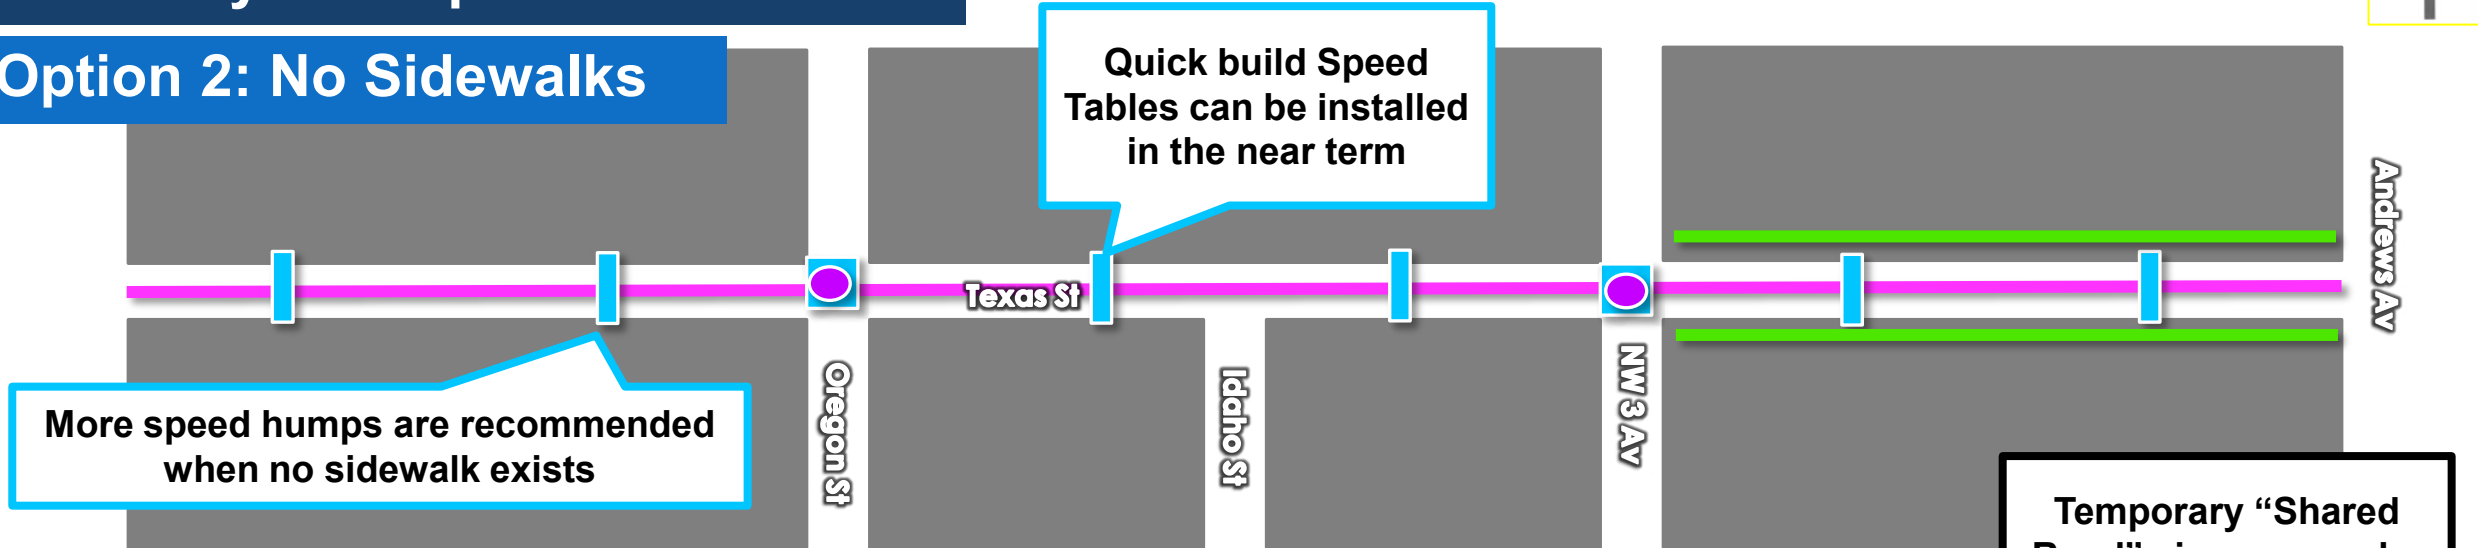 Option 2: No Sidewalks
Quick build Speed
Tables can be installed
in the near term
Andrews Av
Texas St
Oregon St
Idaho St
NW 3 Av
More speed humps are recommended
when no sidewalk exists
Temporary “Shared